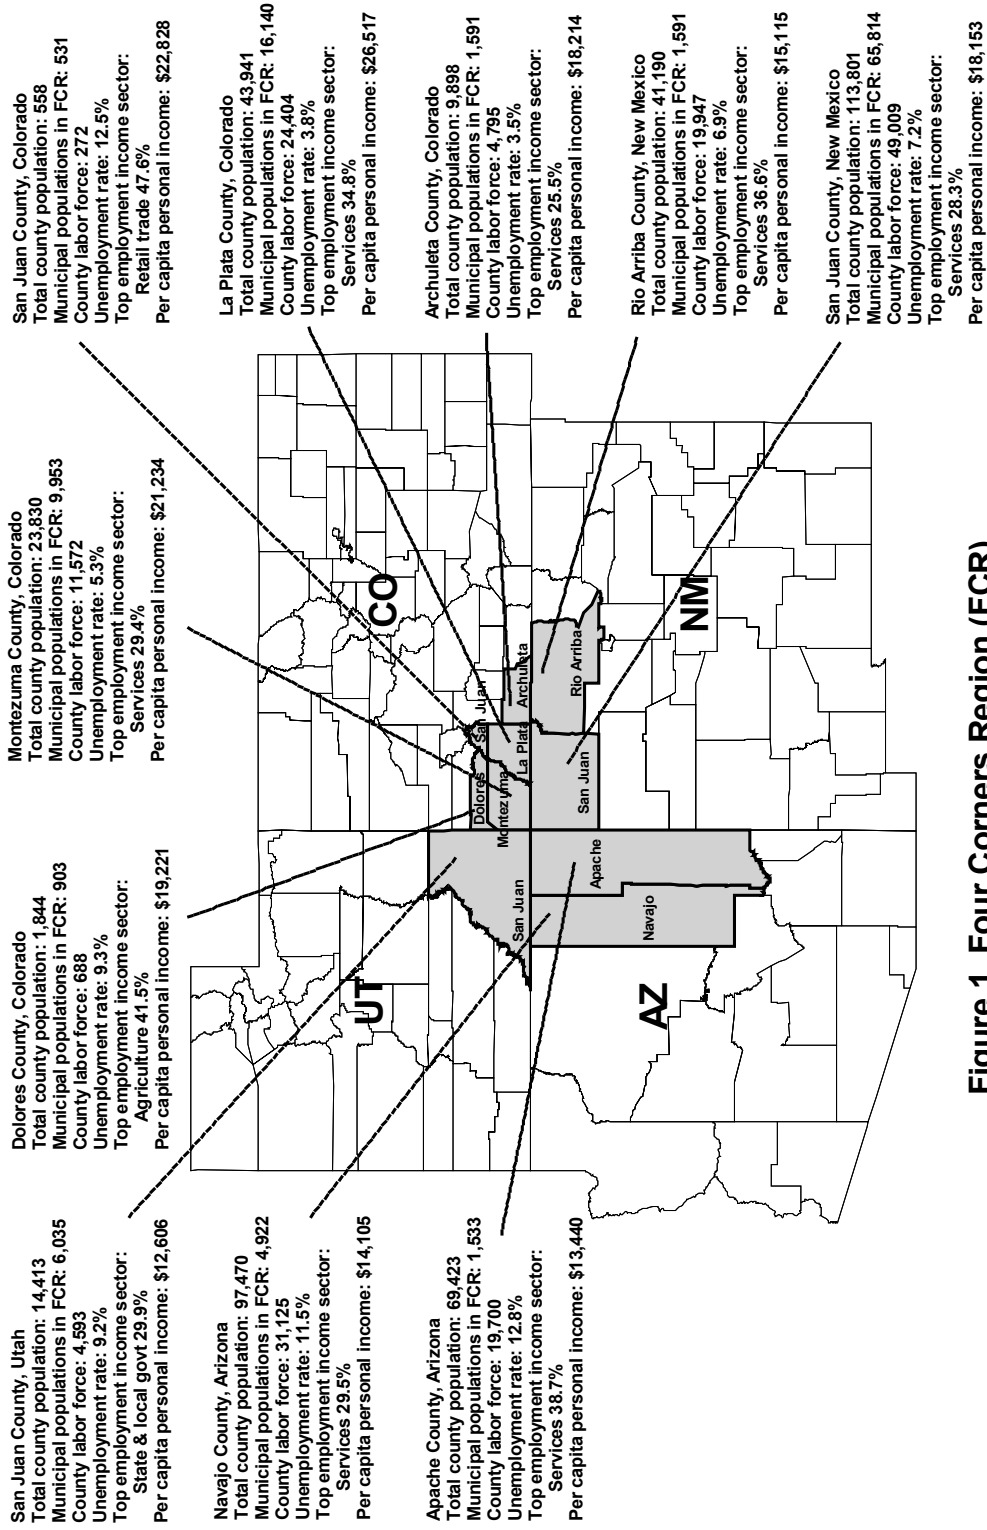 San Juan County, Utah
Total county population: 14,413
Municipal populations in FCR: 6,035
County labor force: 4,593
Unemployment rate: 9.2%
Top employment income sector:
State & local govt 29.9%
Per capita personal income: $12,606
Dolores County, Colorado
Total county population: 1,844
Municipal populations in FCR: 903
County labor force: 688
Unemployment rate: 9.3%
Top employment income sector:
Agriculture 41.5%
Per capita personal income: $19,221
Montezuma County, Colorado
Total county population: 23,830
Municipal populations in FCR: 9,953
County labor force: 11,572
Unemployment rate: 5.3%
Top employment income sector:
Services 29.4%
Per capita personal income: $21,234
San Juan County, Colorado
Total county population: 558
Municipal populations in FCR: 531
County labor force: 272
Unemployment rate: 12.5%
Top employment income sector:
Retail trade 47.6%
Per capita personal income: $22,828
Navajo County, Arizona
Total county population: 97,470
Municipal populations in FCR: 4,922
County labor force: 31,125
Unemployment rate: 11.5%
Top employment income sector:
Services 29.5%
Per capita personal income: $14,105
La Plata County, Colorado
Total county population: 43,941
Municipal populations in FCR: 16,140
County labor force: 24,404
Unemployment rate: 3.8%
Top employment income sector:
Services 34.8%
Per capita personal income: $26,517
Apache County, Arizona
Total county population: 69,423
Municipal populations in FCR: 1,533
County labor force: 19,700
Unemployment rate: 12.8%
Top employment income sector:
Services 38.7%
Per capita personal income: $13,440
Archuleta County, Colorado
Total county population: 9,898
Municipal populations in FCR: 1,591
County labor force: 4,795
Unemployment rate: 3.5%
Top employment income sector:
Services 25.5%
Per capita personal income: $18,214
Rio Arriba County, New Mexico
Total county population: 41,190
Municipal populations in FCR: 1,591
County labor force: 19,947
Unemployment rate: 6.9%
Top employment income sector:
Services 36.6%
Per capita personal income: $15,115
San Juan County, New Mexico
Total county population: 113,801
Municipal populations in FCR: 65,814
County labor force: 49,009
Unemployment rate: 7.2%
Top employment income sector:
Services 28.3%
Per capita personal income: $18,153
UT
CO
Dolores
San Juan
Montezuma
La Plata
Archuleta
San Juan
San Juan
Rio Arriba
Apache
Navajo
AZ
NM
Figure 1 Four Corners Region (FCR)